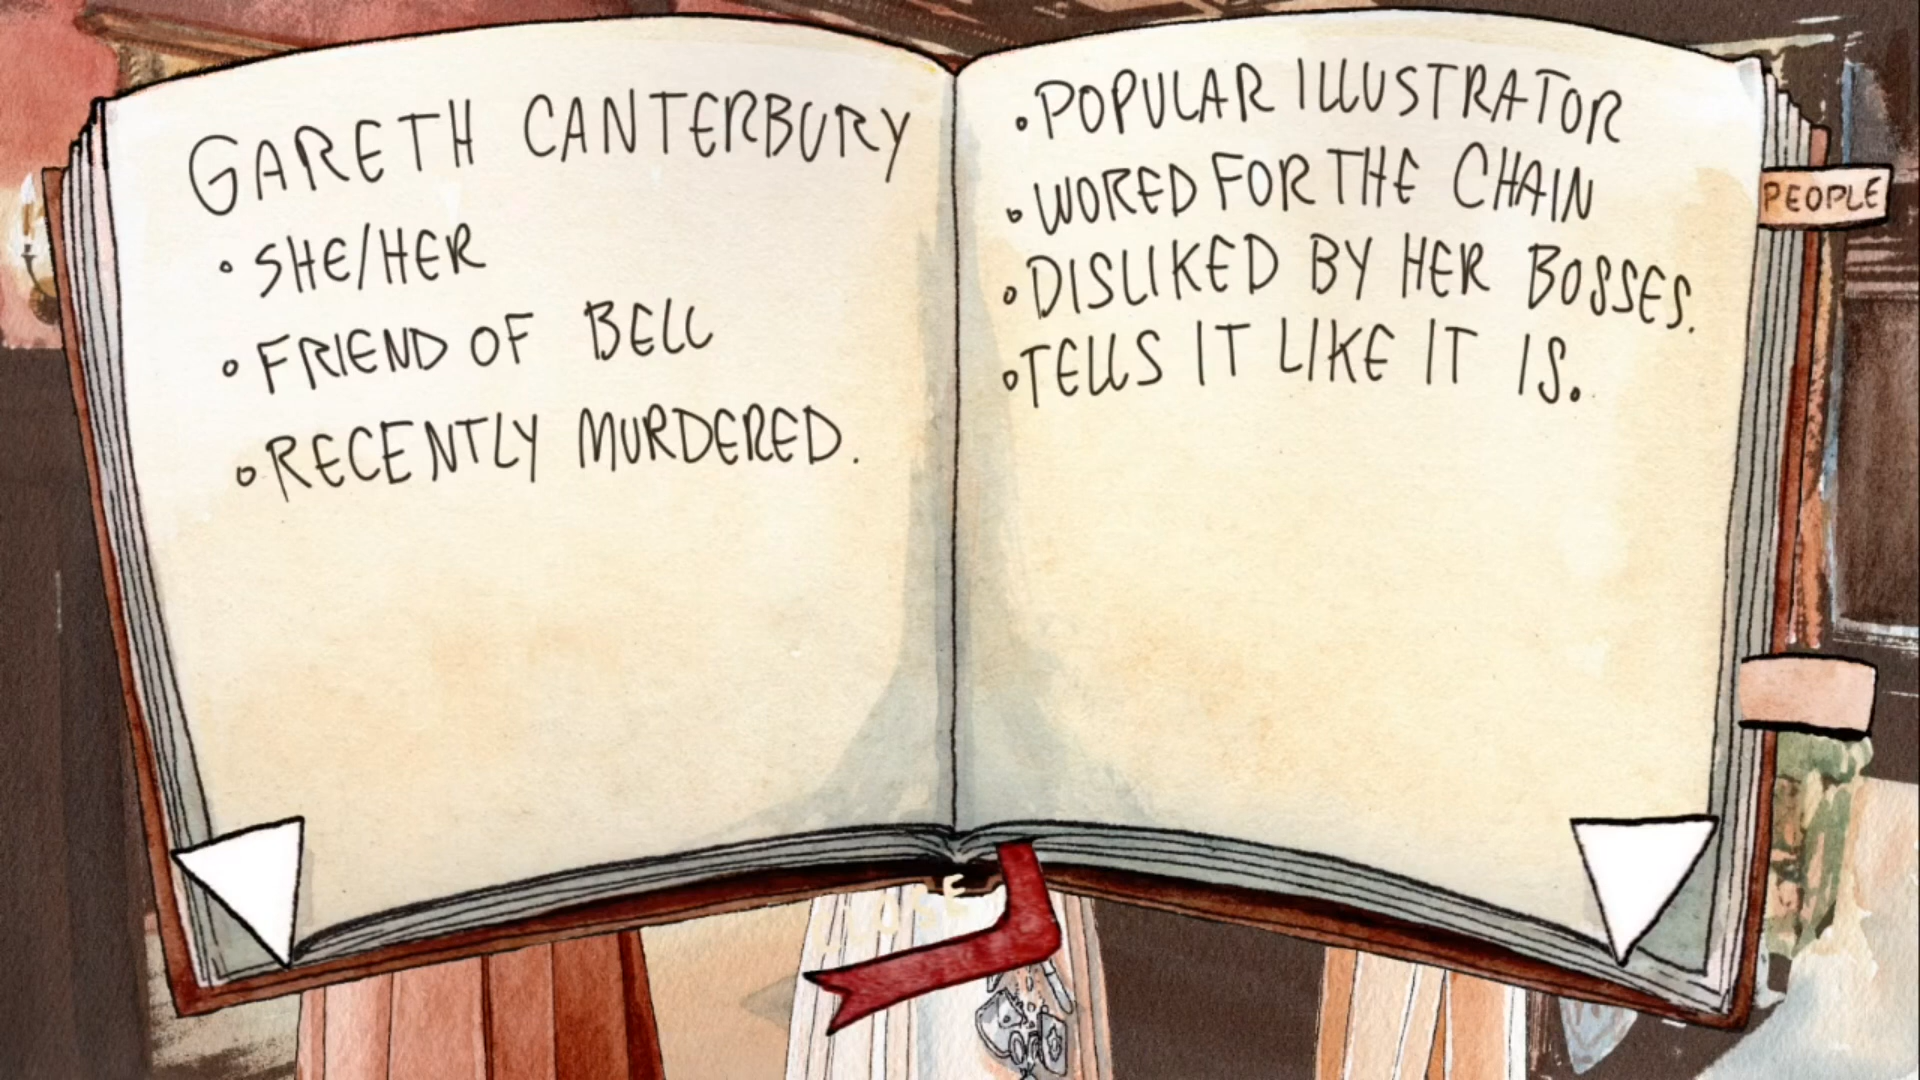 GARETH CANTERBURY
• SHE/HER
• FRIEND OF BELL
• RECENTLY MURDERED.
• POPULAR ILLUSTRATOR
• WORED FOR THE CHAIN
• DISLIKED BY HER BOSSES.
• TELLS IT LIKE IT IS.
PEOPLE
CLOSE